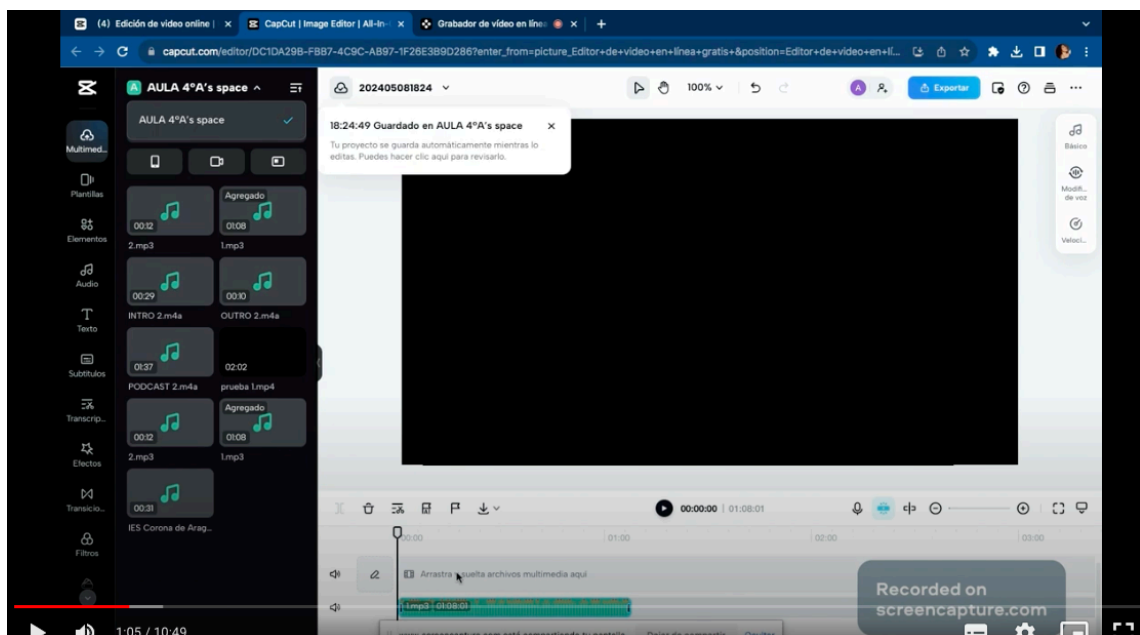 (4) Edición de video online |
CapCut | Image Editor | All-In-
Grabador de vídeo en líne
capcut.com/editor/DC1DA29B-FB87-4C9C-AB97-1F26E3B9D286?enter_from=picture_Editor+de+video+en+línea+gratis+&position=Editor+de+video+en+lí...
A AULA 4ºA's space
AULA 4ºA's space
202405081824
100%
A
Exportar
18:24:49 Guardado en AULA 4ºA's space
Tu proyecto se guarda automáticamente mientras lo
editas. Puedes hacer clic aquí para revisarlo.
Multimed...
Plantillas
Elementos
Audio
Texto
Subtítulos
Transcrip...
Efectos
Transicio...
Filtros
00:12
2.mp3
Agregado
01:08
1.mp3
00:29
INTRO 2.m4a
00:10
OUTRO 2.m4a
01:37
PODCAST 2.m4a
02:02
prueba 1.mp4
00:12
2.mp3
Agregado
01:08
1.mp3
00:31
IES Corona de Arag...
Básico
Modifi...
de voz
Veloci...
00:00:00 | 01:08:01
00:00
01:00
02:00
03:00
Arrastra y suelta archivos multimedia aquí
1.mp3 01:08:01
Recorded on
screencapture.com
1:05 / 10:49